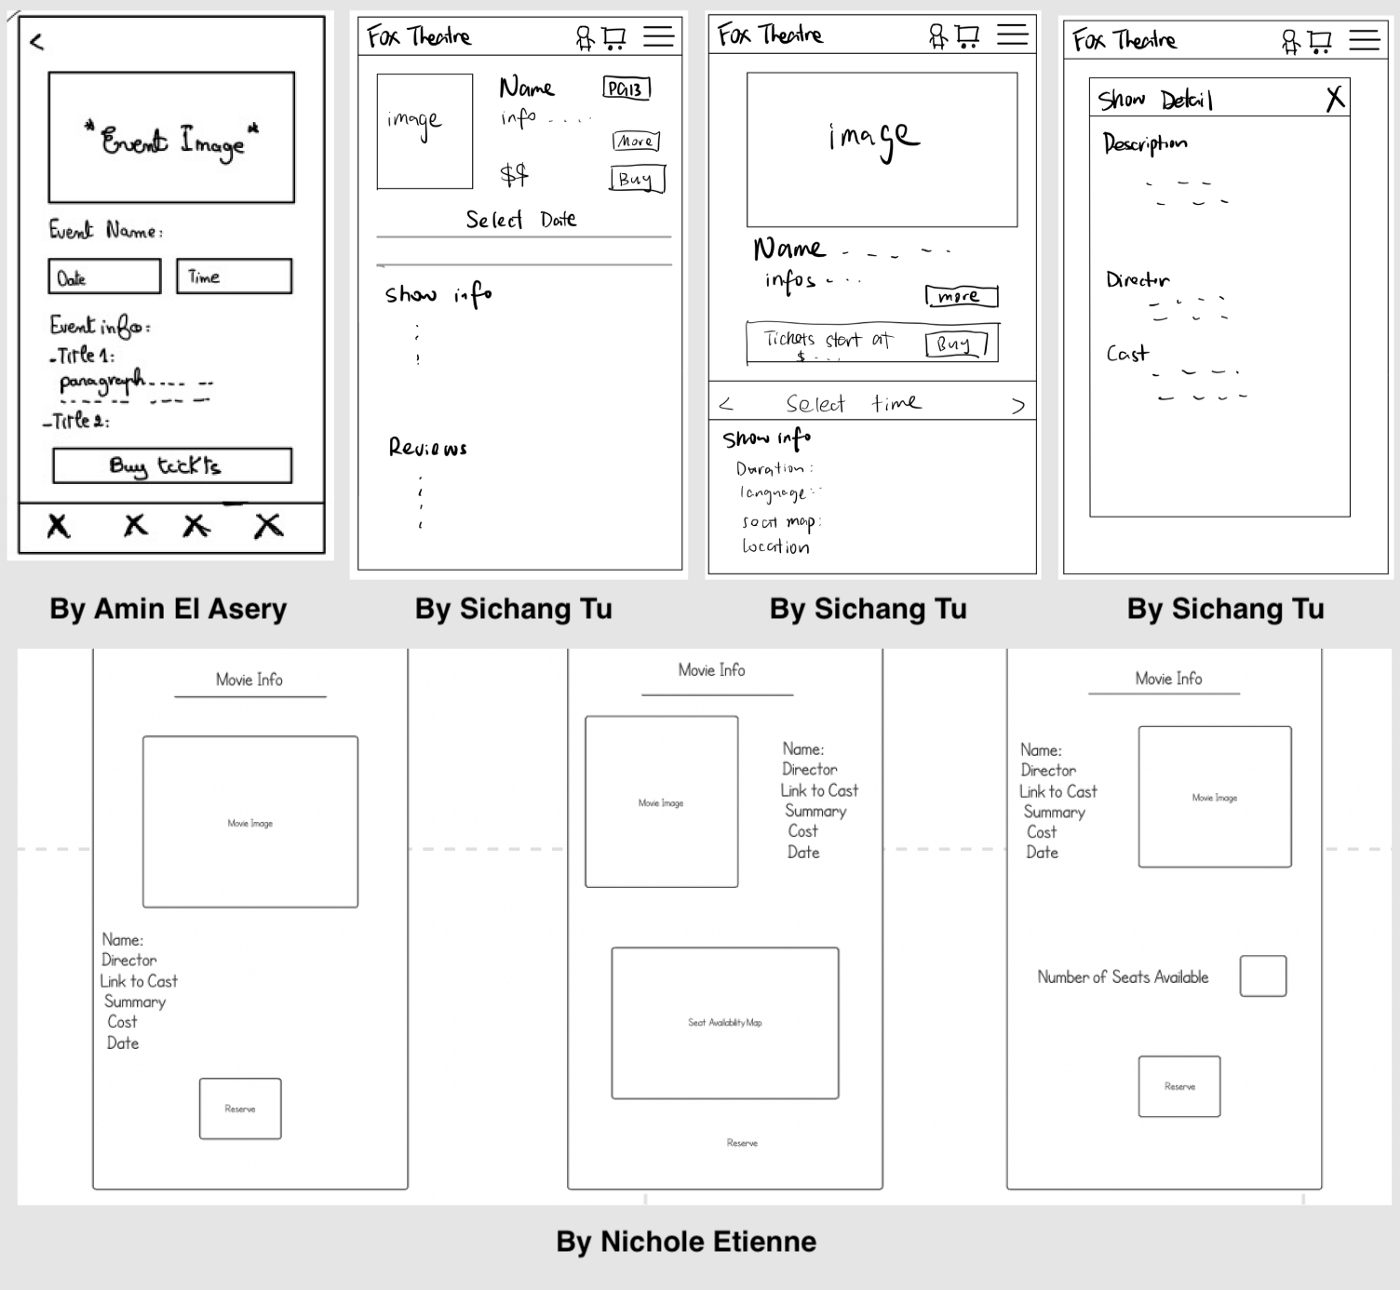 <
*Event Image*
Event Name:
Date
Time
Event info:
-Title 1:
paragraph---- --
-Title 2:
Buy tickts
X X X X
By Amin El Asery
Fox Theatre
image
Name
PG13
info - - - -
More
$$
Buy
Select Date
Show info
Reviews
By Sichang Tu
Fox Theatre
image
Name - - - -
infos - - -
more
Tickets start at
$ - - -
Buy
< Select time >
Show info
Duration:
language:
seat map:
location
By Sichang Tu
Fox Theatre
Show Detail X
Description
Director
Cast
By Sichang Tu
Movie Info
Movie Image
Name:
Director
Link to Cast
Summary
Cost
Date
Reserve
Movie Info
Movie Image
Name:
Director
Link to Cast
Summary
Cost
Date
Seat Availability Map
Reserve
Movie Info
Name:
Director
Link to Cast
Summary
Cost
Date
Movie Image
Number of Seats Available
Reserve
By Nichole Etienne